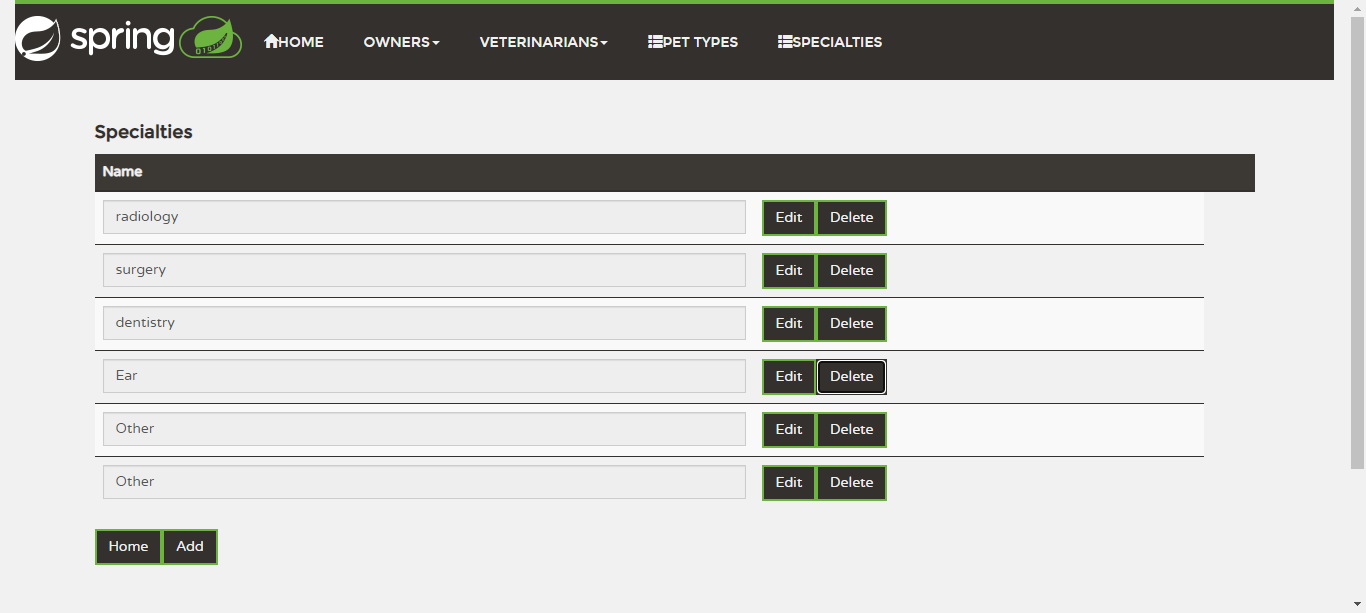 spring HOME OWNERS VETERINARIANS PET TYPES SPECIALTIES
Specialties
Name
radiology Edit Delete
surgery Edit Delete
dentistry Edit Delete
Ear Edit Delete
Other Edit Delete
Other Edit Delete
Home Add